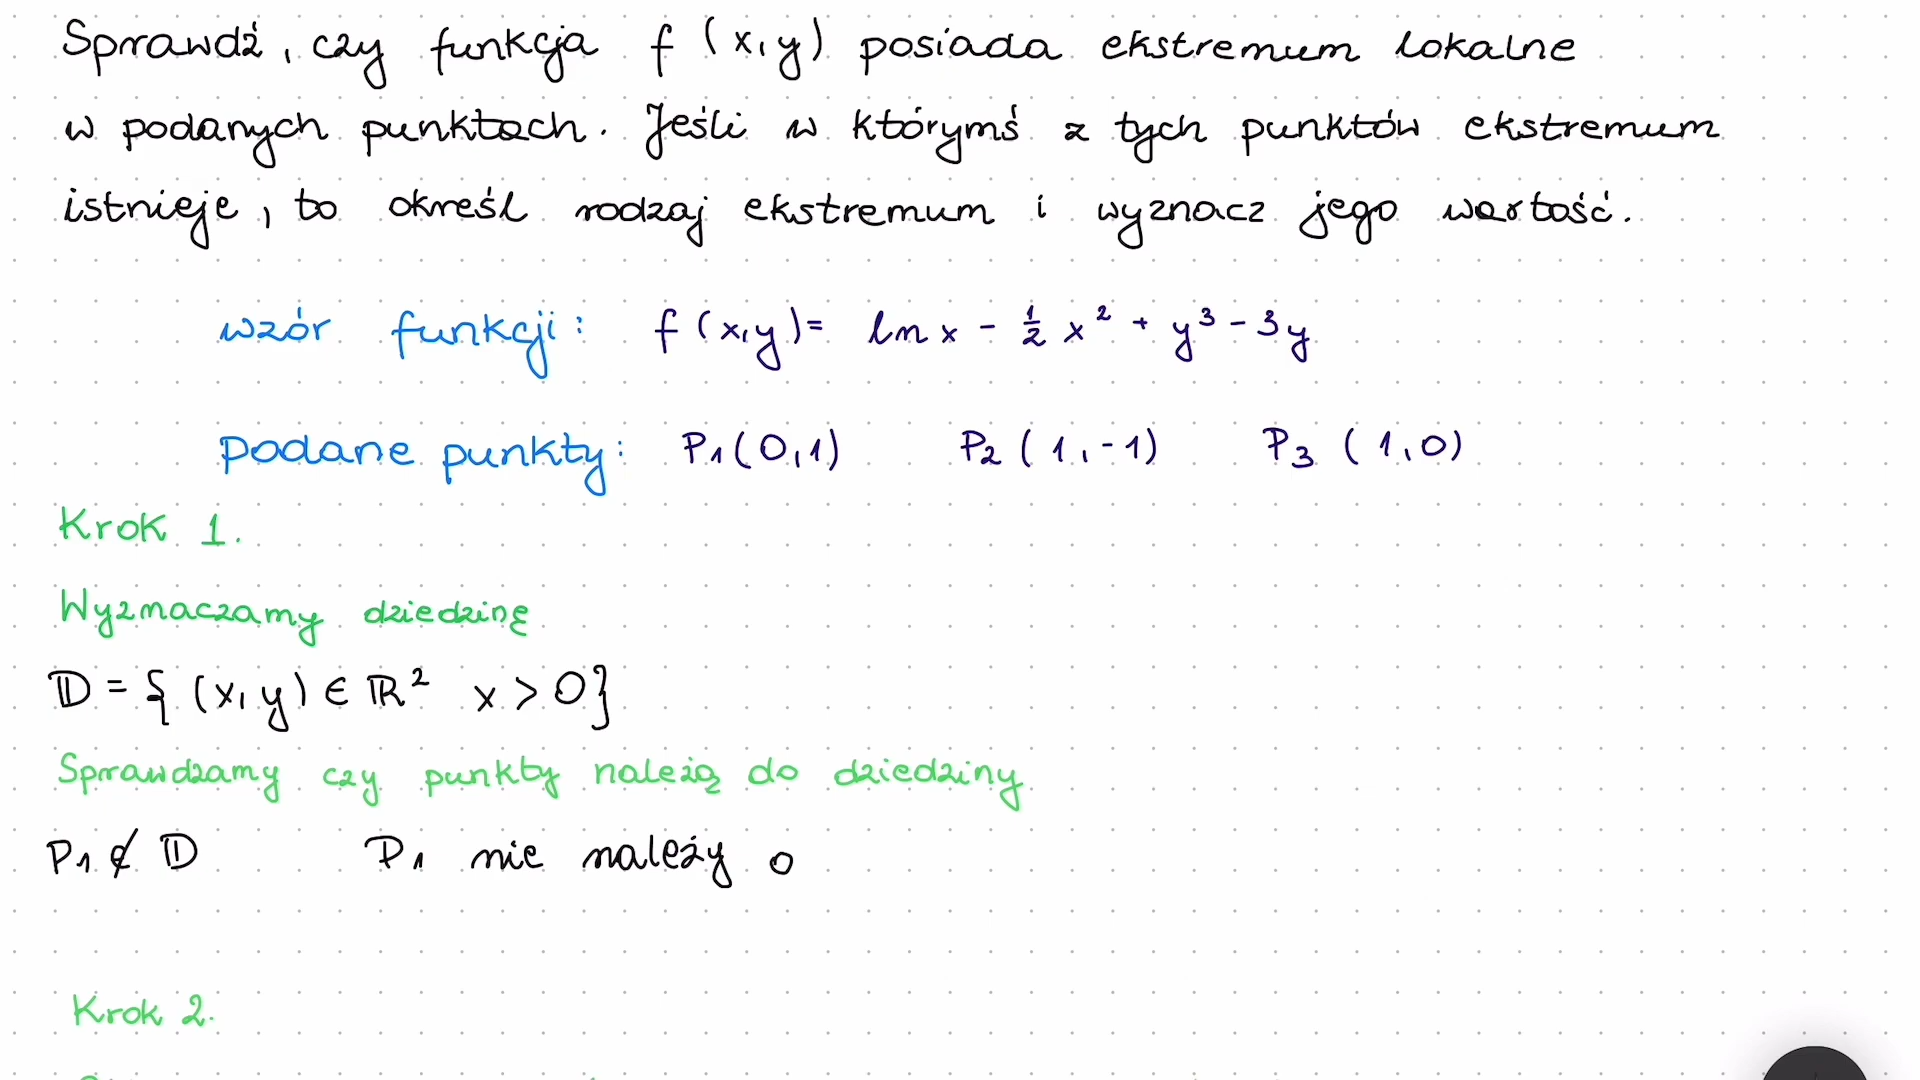 Sprawdź, czy funkcja f(x,y) posiada ekstremum lokalne
w podanych punktach. Jeśli w którymś z tych punktów ekstremum
istnieje, to określ rodzaj ekstremum i wyznacz jego wartość.
wzór funkcji: f(x,y)= ln x - 1/2 x² + y³ - 3y
podane punkty: P₁(0,1) P₂(1,-1) P₃(1,0)
Krok 1.
Wyznaczamy dziedzinę
𝔻 = { (x,y) ∈ ℝ² x > 0}
Sprawdzamy czy punkty należą do dziedziny
P₁ ∉ 𝔻 P₁ nie należy o
Krok 2.